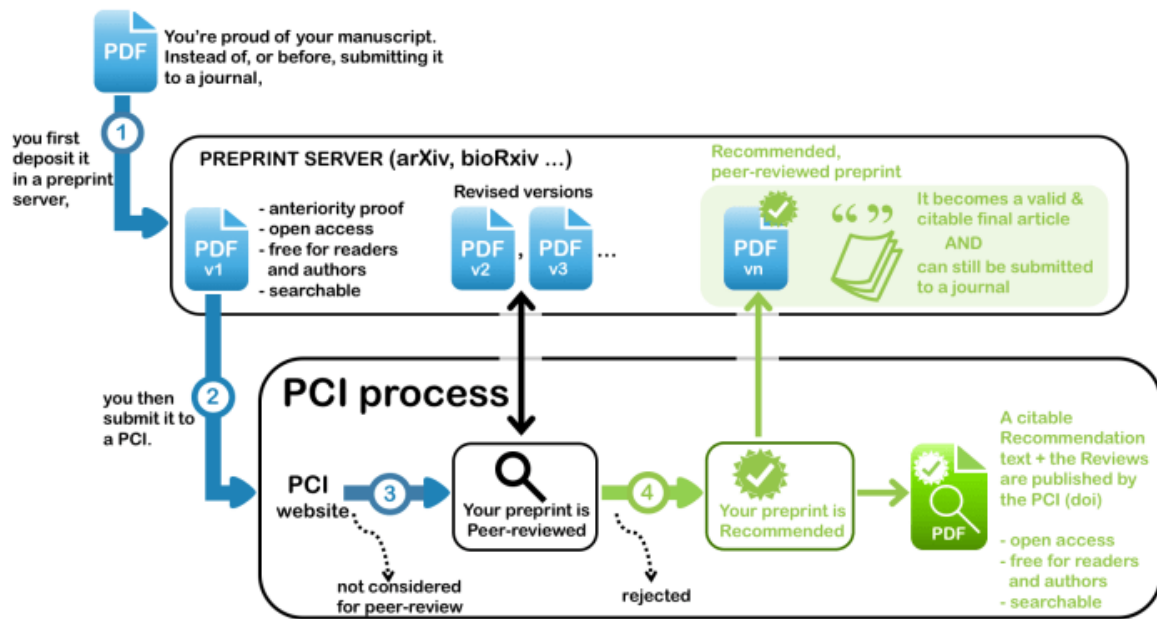 PDF
You're proud of your manuscript.
Instead of, or before, submitting it
to a journal,
1
you first
deposit it
in a preprint
server,
PREPRINT SERVER (arXiv, bioRxiv ...)
PDF
v1
- anteriority proof
- open access
- free for readers
and authors
- searchable
Revised versions
PDF
v2
,
PDF
v3
...
Recommended,
peer-reviewed preprint
PDF
vn
“ ”
It becomes a valid &
citable final article
AND
can still be submitted
to a journal
2
you then
submit it to
a PCI.
PCI process
PCI
website
3
not considered
for peer-review
Your preprint is
Peer-reviewed
4
rejected
Your preprint is
Recommended
PDF
A citable
Recommendation
text + the Reviews
are published by
the PCI (doi)
- open access
- free for readers
and authors
- searchable